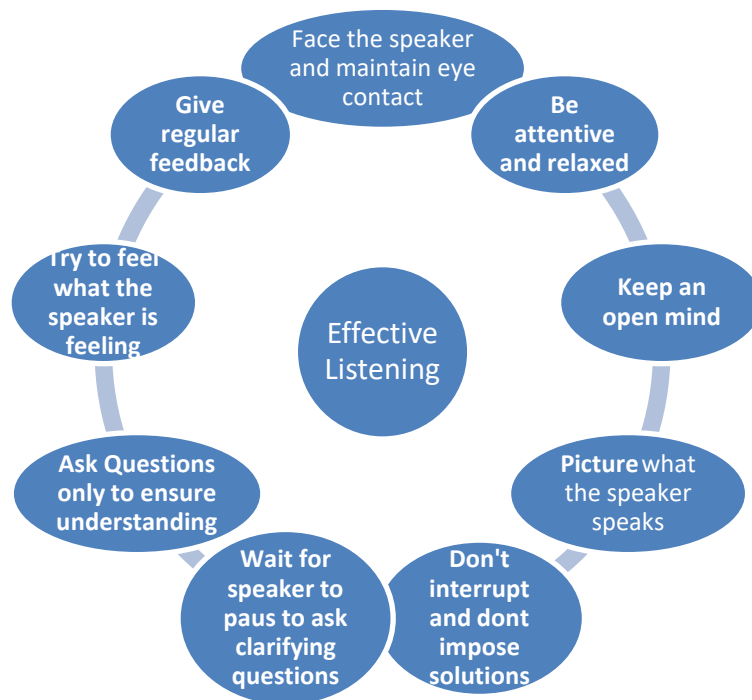 Face the speaker
and maintain eye
contact
Be
attentive
and relaxed
Keep an
open mind
Picture what
the speaker
speaks
Don't
interrupt
and dont
impose
solutions
Wait for
speaker to
paus to ask
clarifying
questions
Ask Questions
only to ensure
understanding
Try to feel
what the
speaker is
feeling
Give
regular
feedback
Effective
Listening